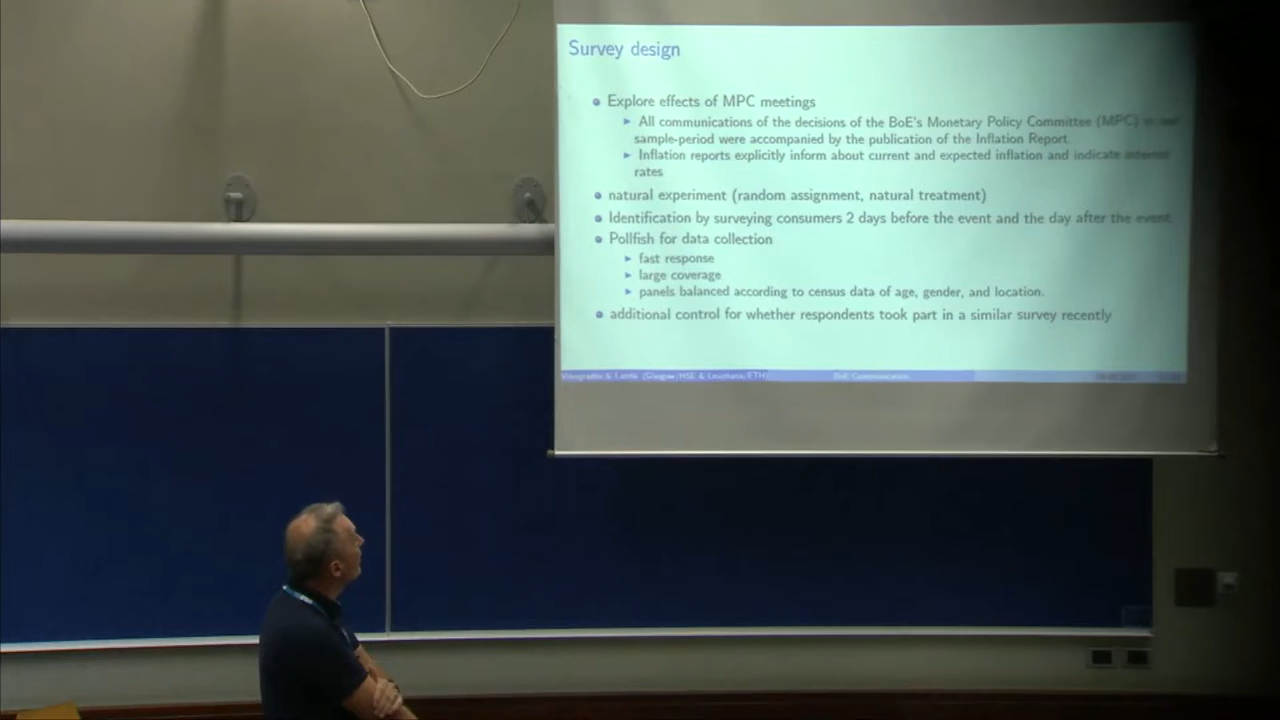 Survey design
Explore effects of MPC meetings
All communications of the decisions of the BoE's Monetary Policy Committee (MPC) in our
sample-period were accompanied by the publication of the Inflation Report.
Inflation reports explicitly inform about current and expected inflation and indicate interest
rates
natural experiment (random assignment, natural treatment)
Identification by surveying consumers 2 days before the event and the day after the event.
Pollfish for data collection
fast response
large coverage
panels balanced according to census data of age, gender, and location.
additional control for whether respondents took part in a similar survey recently
(Glasgow, HSE & Leuphana, ETH)
BoE Communication